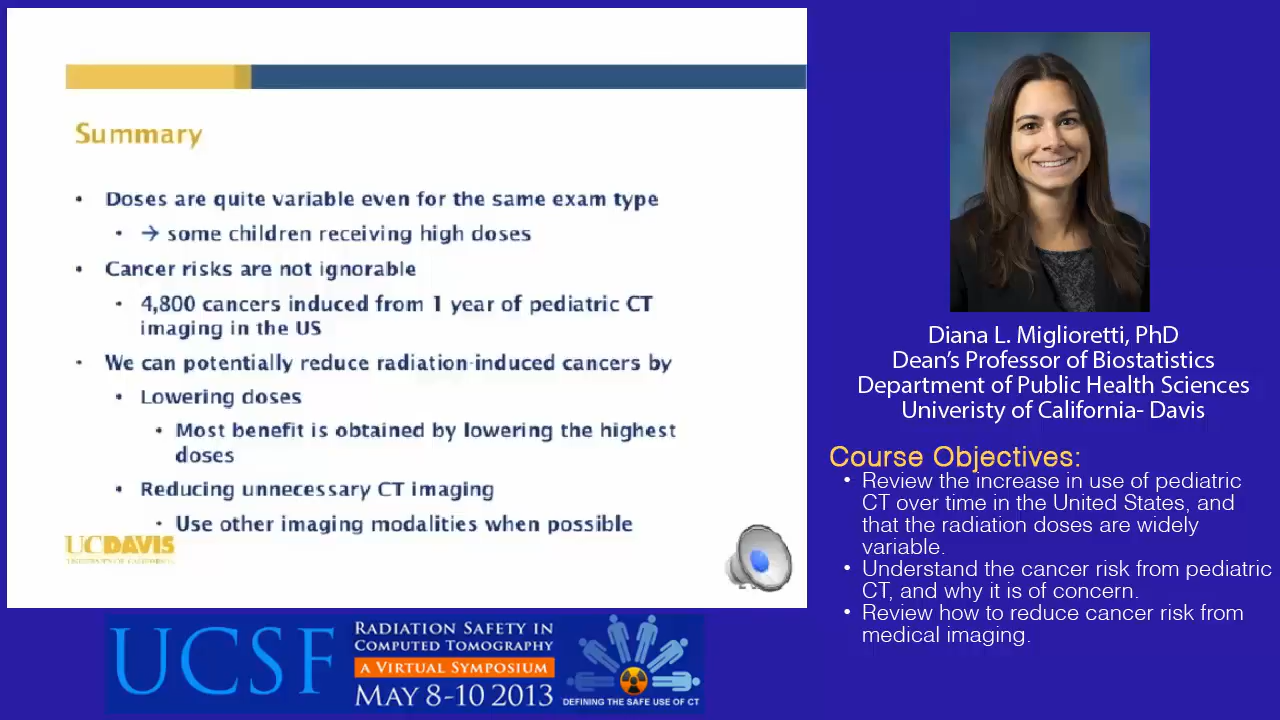 Summary
• Doses are quite variable even for the same exam type
• → some children receiving high doses
• Cancer risks are not ignorable
• 4,800 cancers induced from 1 year of pediatric CT
imaging in the US
• We can potentially reduce radiation-induced cancers by
• Lowering doses
• Most benefit is obtained by lowering the highest
doses
• Reducing unnecessary CT imaging
• Use other imaging modalities when possible
UCDAVIS
UNIVERSITY OF CALIFORNIA
Diana L. Miglioretti, PhD
Dean's Professor of Biostatistics
Department of Public Health Sciences
Univeristy of California- Davis
Course Objectives:
• Review the increase in use of pediatric
CT over time in the United States, and
that the radiation doses are widely
variable.
• Understand the cancer risk from pediatric
CT, and why it is of concern.
• Review how to reduce cancer risk from
medical imaging.
UCSF
RADIATION SAFETY IN
COMPUTED TOMOGRAPHY
A VIRTUAL SYMPOSIUM
MAY 8-10 2013
DEFINING THE SAFE USE OF CT